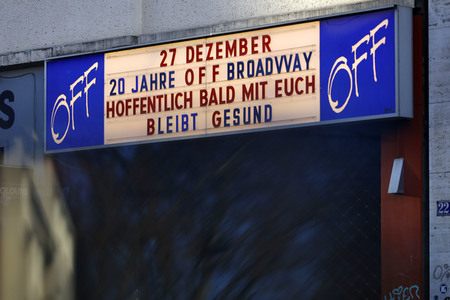 27 DEZEMBER
20 JAHRE OFF BROADWAY
HOFFENTLICH BALD MIT EUCH
BLEIBT GESUND
OFF
OFF
22